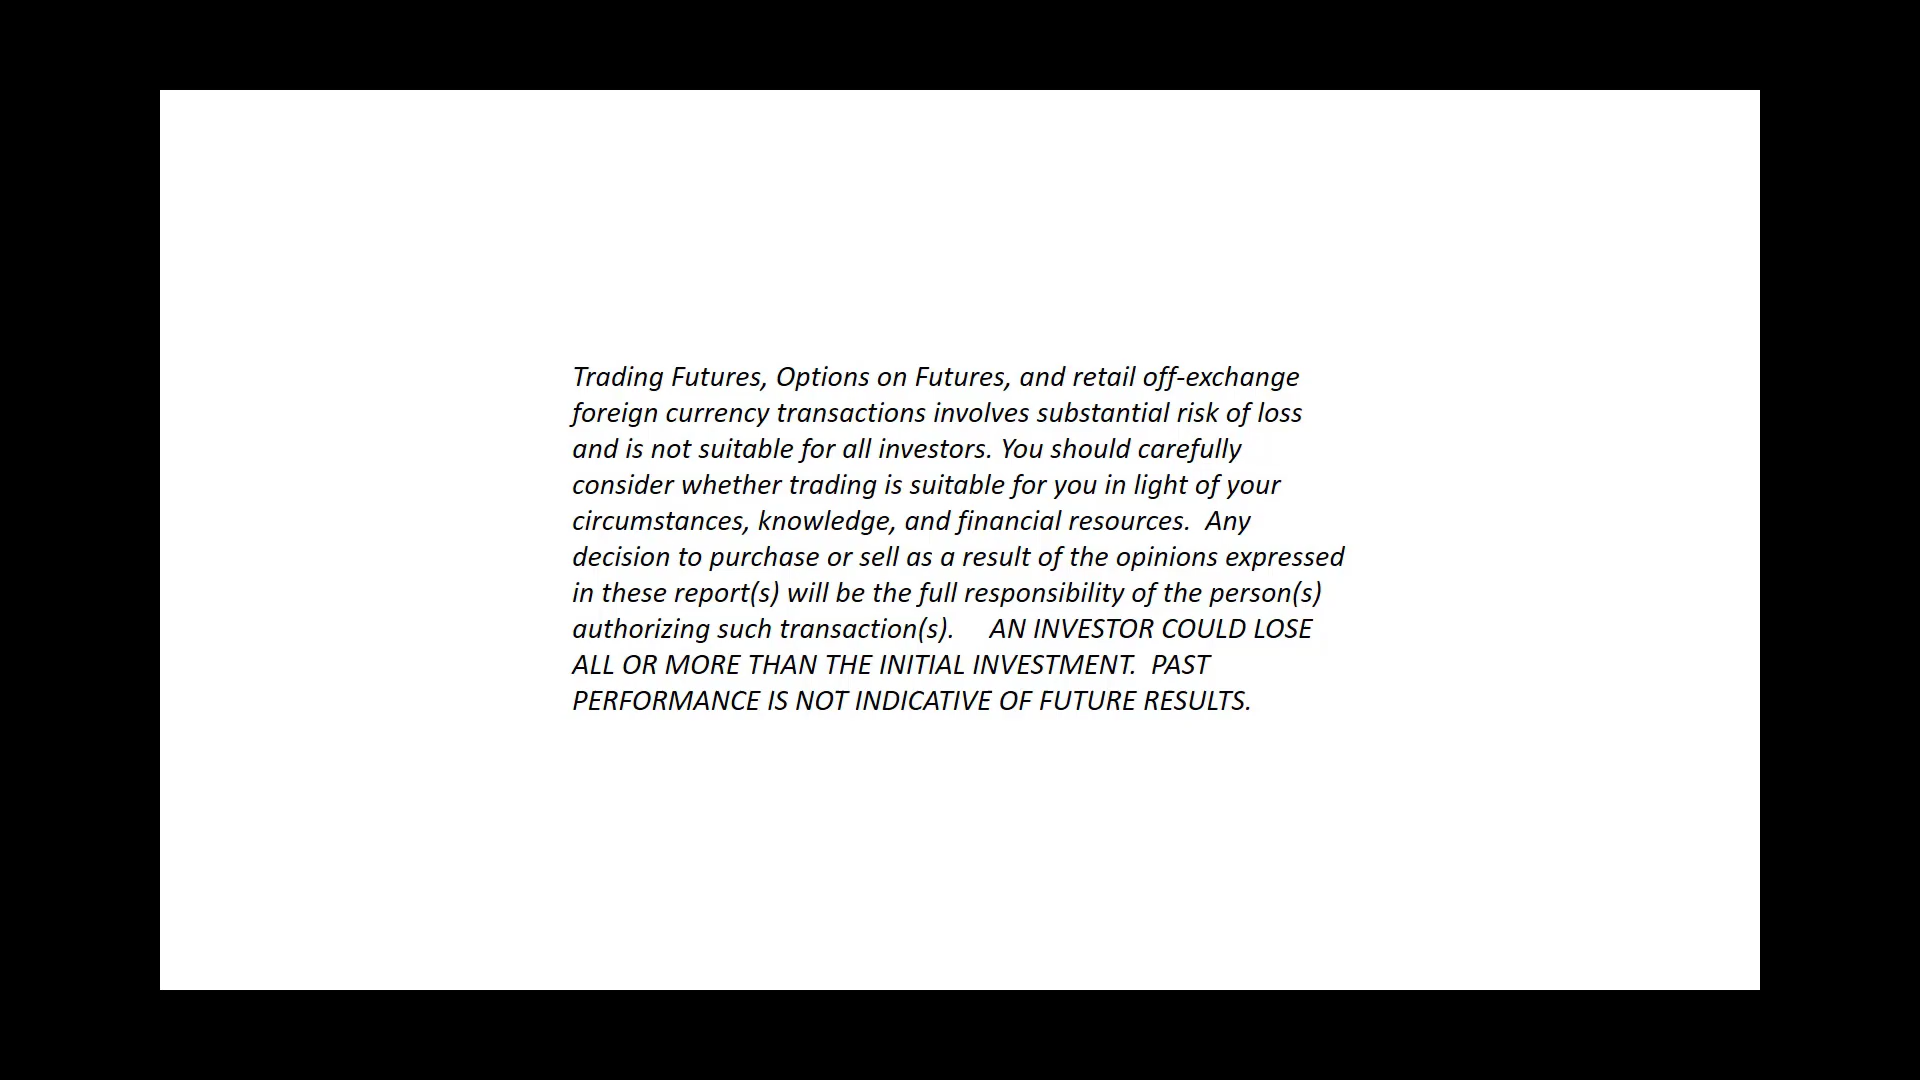 Trading Futures, Options on Futures, and retail off-exchange
foreign currency transactions involves substantial risk of loss
and is not suitable for all investors. You should carefully
consider whether trading is suitable for you in light of your
circumstances, knowledge, and financial resources.  Any
decision to purchase or sell as a result of the opinions expressed
in these report(s) will be the full responsibility of the person(s)
authorizing such transaction(s).     AN INVESTOR COULD LOSE
ALL OR MORE THAN THE INITIAL INVESTMENT.  PAST
PERFORMANCE IS NOT INDICATIVE OF FUTURE RESULTS.